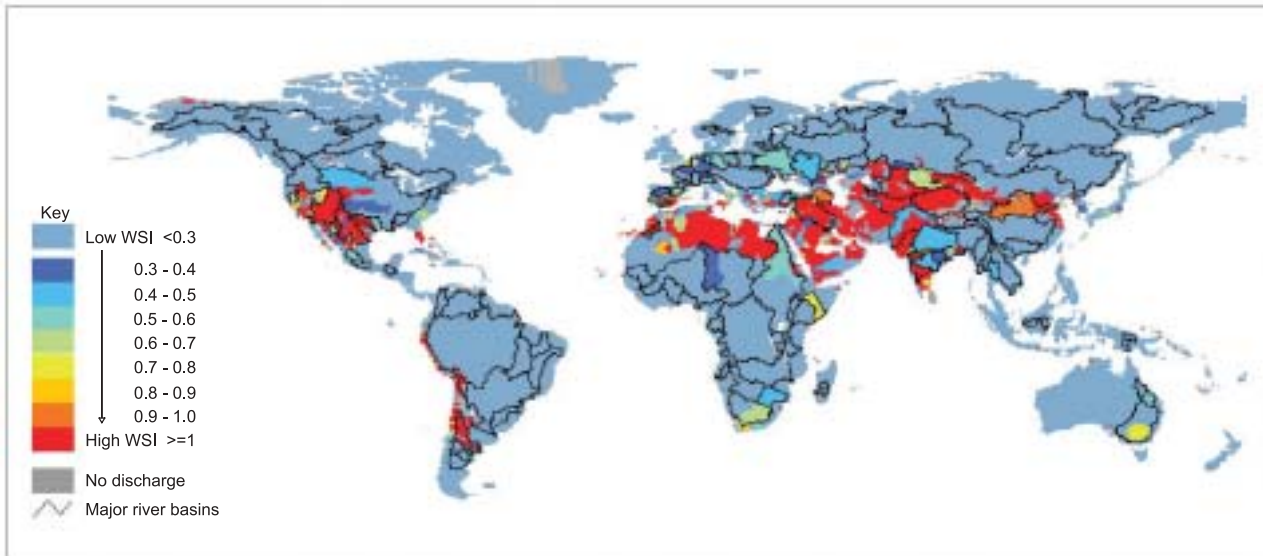 Key
Low WSI <0.3
0.3 - 0.4
0.4 - 0.5
0.5 - 0.6
0.6 - 0.7
0.7 - 0.8
0.8 - 0.9
0.9 - 1.0
High WSI >=1
No discharge
Major river basins